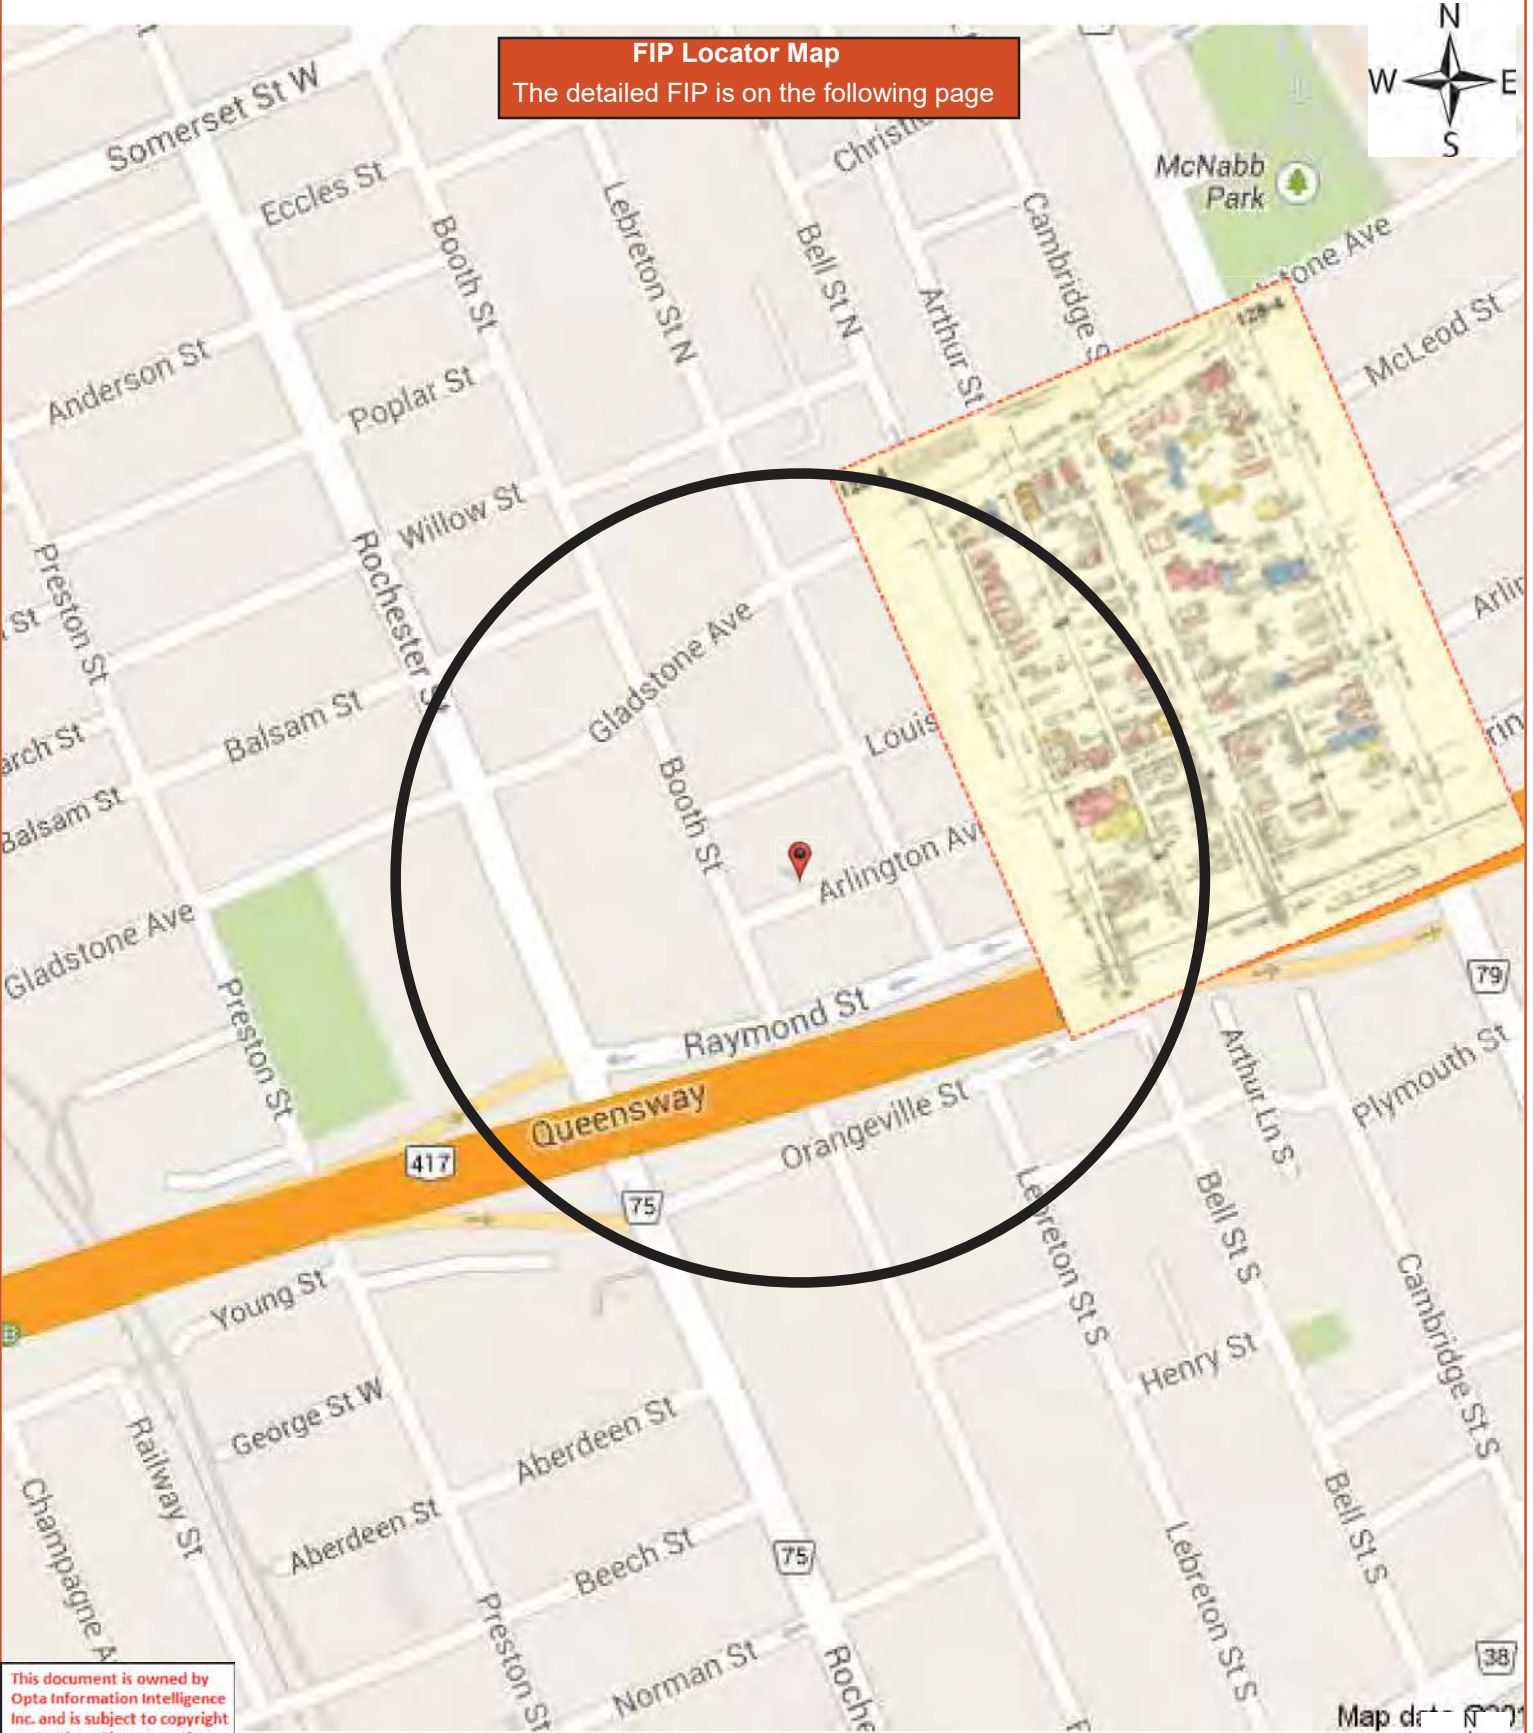 N
FIP Locator Map
The detailed FIP is on the following page
W
E
S
Somerset St W
Eccles St
McNabb
Park
Booth St
Lebreton St N
Bell St N
Cambridge S
Arthur St
McLeod St
Anderson St
Poplar St
Willow St
Preston St
Rochester S
St
Gladstone Ave
Balsam St
Louis
Booth St
Balsam St
Arlington Av
Gladstone Ave
Preston St
Raymond St
79
Queensway
417
Orangeville St
Arthur Ln S
Plymouth St
75
Lebreton St S
Bell St S
Cambridge St S
Young St
Henry St
George St W
Aberdeen St
Railway St
Champagne A
Aberdeen St
Beech St
75
Bell St S
Lebreton St S
Preston St
Norman St
Roche
38
This document is owned by
Opta Information Intelligence
Inc. and is subject to copyright
Map
N